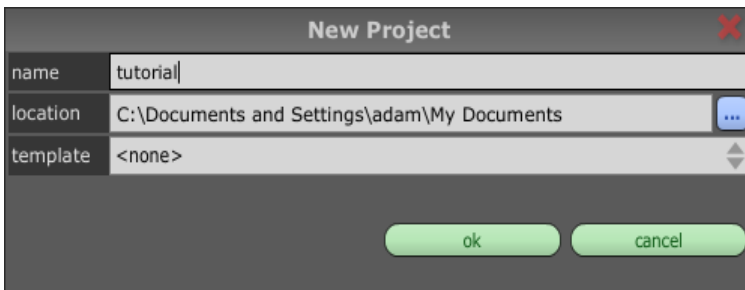 New Project
name tutorial
location C:\Documents and Settings\adam\My Documents ...
template <none>
ok cancel